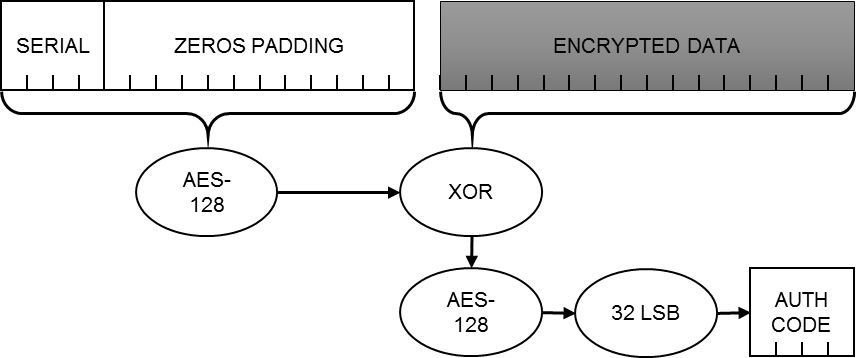 SERIAL
ZEROS PADDING
ENCRYPTED DATA
AES-
128
XOR
AES-
128
32 LSB
AUTH
CODE